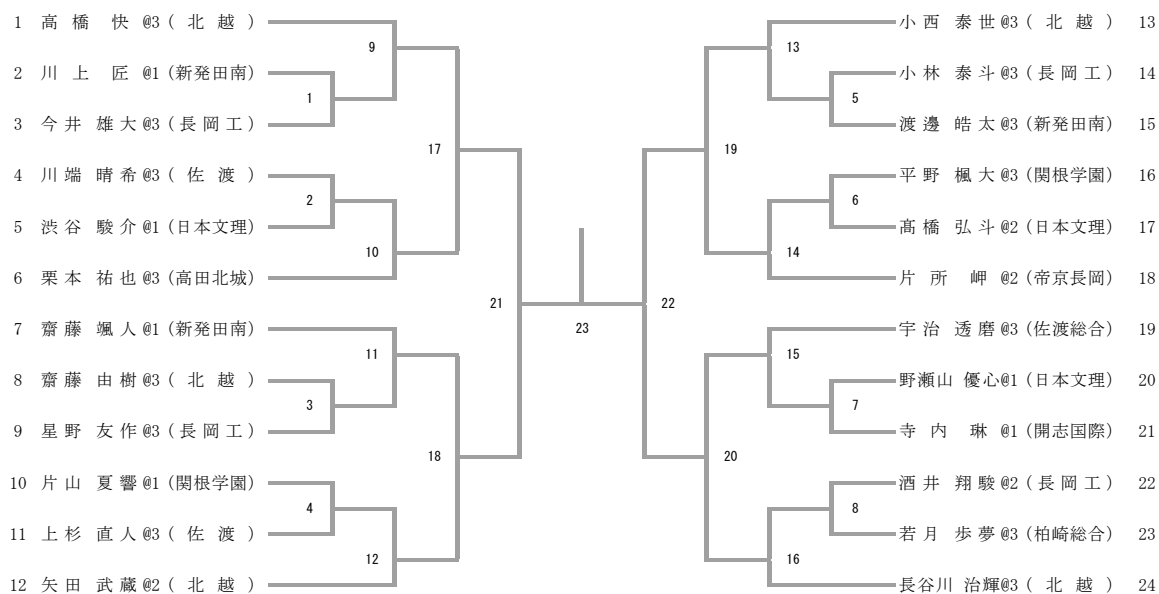 1 高橋 快@3(北越)
9
2 川上 匠@1(新発田南)
1
3 今井 雄大@3(長岡工)
17
4 川端 晴希@3(佐渡)
2
5 渋谷 駿介@1(日本文理)
10
6 栗本 祐也@3(高田北城)
21
7 齋藤 颯人@1(新発田南)
11
8 齋藤 由樹@3(北越)
3
9 星野 友作@3(長岡工)
18
10 片山 夏響@1(関根学園)
4
11 上杉 直人@3(佐渡)
12
12 矢田 武蔵@2(北越)
23
小西 泰世@3(北越) 13
13
小林 泰斗@3(長岡工) 14
5
渡邊 皓太@3(新発田南) 15
19
平野 楓大@3(関根学園) 16
6
髙橋 弘斗@2(日本文理) 17
14
片所 岬@2(帝京長岡) 18
22
宇治 透磨@3(佐渡総合) 19
15
野瀬山 優心@1(日本文理) 20
7
寺内 琳@1(開志国際) 21
20
酒井 翔駿@2(長岡工) 22
8
若月 歩夢@3(柏崎総合) 23
16
長谷川 治輝@3(北越) 24